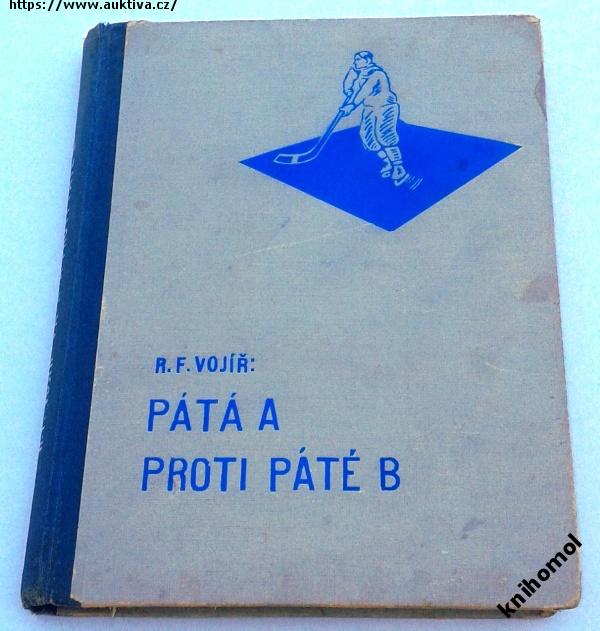 https://www.auktiva.cz/
R. F. VOJÍŘ:
PÁTÁ A
PROTI PÁTÉ B
knihomol